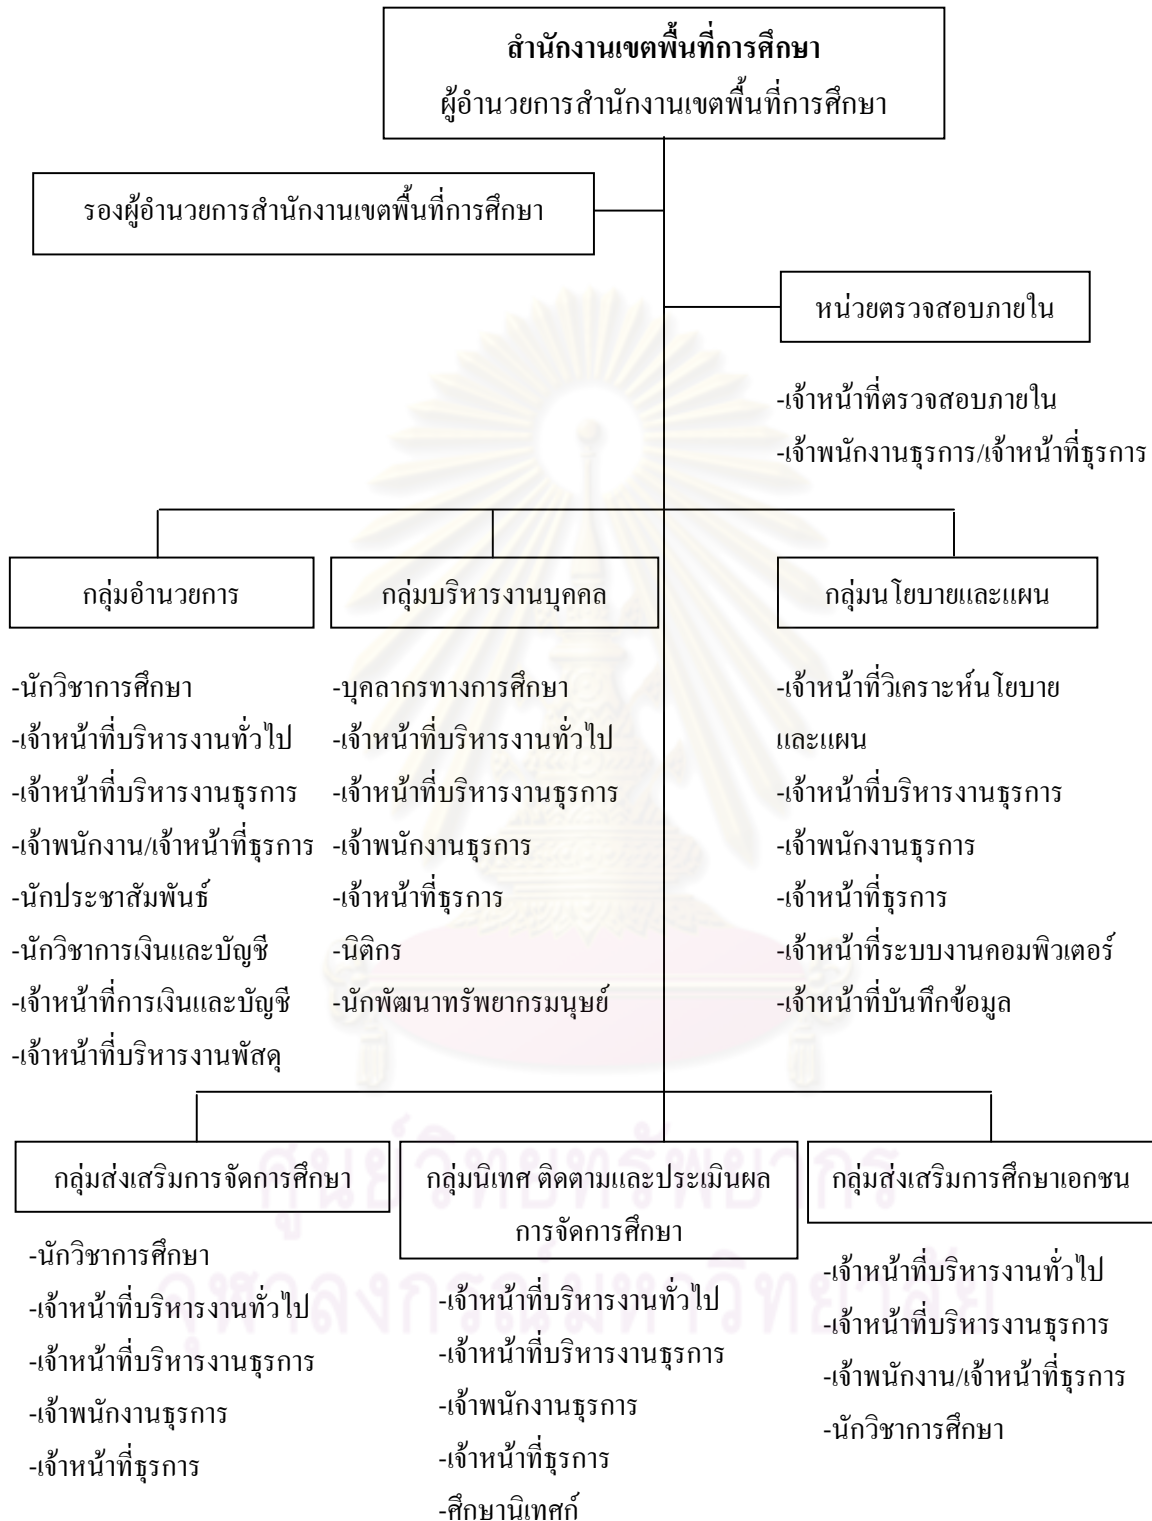 สำนักงานเขตพื้นที่การศึกษา
ผู้อำนวยการสำนักงานเขตพื้นที่การศึกษา
รองผู้อำนวยการสำนักงานเขตพื้นที่การศึกษา
หน่วยตรวจสอบภายใน
-เจ้าหน้าที่ตรวจสอบภายใน
-เจ้าพนักงานธุรการ/เจ้าหน้าที่ธุรการ
กลุ่มอำนวยการ
-นักวิชาการศึกษา
-เจ้าหน้าที่บริหารงานทั่วไป
-เจ้าหน้าที่บริหารงานธุรการ
-เจ้าพนักงาน/เจ้าหน้าที่ธุรการ
-นักประชาสัมพันธ์
-นักวิชาการเงินและบัญชี
-เจ้าหน้าที่การเงินและบัญชี
-เจ้าหน้าที่บริหารงานพัสดุ
กลุ่มบริหารงานบุคคล
-บุคลากรทางการศึกษา
-เจ้าหน้าที่บริหารงานทั่วไป
-เจ้าหน้าที่บริหารงานธุรการ
-เจ้าพนักงานธุรการ
-เจ้าหน้าที่ธุรการ
-นิติกร
-นักพัฒนาทรัพยากรมนุษย์
กลุ่มนโยบายและแผน
-เจ้าหน้าที่วิเคราะห์นโยบาย
และแผน
-เจ้าหน้าที่บริหารงานธุรการ
-เจ้าพนักงานธุรการ
-เจ้าหน้าที่ธุรการ
-เจ้าหน้าที่ระบบงานคอมพิวเตอร์
-เจ้าหน้าที่บันทึกข้อมูล
กลุ่มส่งเสริมการจัดการศึกษา
-นักวิชาการศึกษา
-เจ้าหน้าที่บริหารงานทั่วไป
-เจ้าหน้าที่บริหารงานธุรการ
-เจ้าพนักงานธุรการ
-เจ้าหน้าที่ธุรการ
กลุ่มนิเทศ ติดตามและประเมินผล
การจัดการศึกษา
-เจ้าหน้าที่บริหารงานทั่วไป
-เจ้าหน้าที่บริหารงานธุรการ
-เจ้าพนักงานธุรการ
-เจ้าหน้าที่ธุรการ
-ศึกษานิเทศก์
กลุ่มส่งเสริมการศึกษาเอกชน
-เจ้าหน้าที่บริหารงานทั่วไป
-เจ้าหน้าที่บริหารงานธุรการ
-เจ้าพนักงาน/เจ้าหน้าที่ธุรการ
-นักวิชาการศึกษา
ศูนย์วิทยทรัพยากร
จุฬาลงกรณ์มหาวิทยาลัย